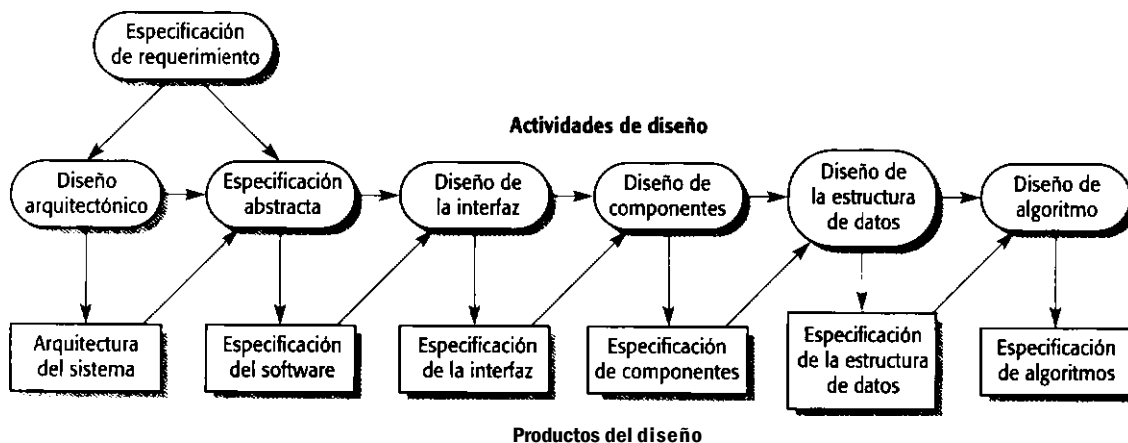 Especificación
de requerimiento
Actividades de diseño
Diseño
arquitectónico
Especificación
abstracta
Diseño de
la interfaz
Diseño de
componentes
Diseño de
la estructura
de datos
Diseño de
algoritmo
Arquitectura
del sistema
Especificación
del software
Especificación
de la interfaz
Especificación
de componentes
Especificación
de la estructura
de datos
Especificación
de algoritmos
Productos del diseño